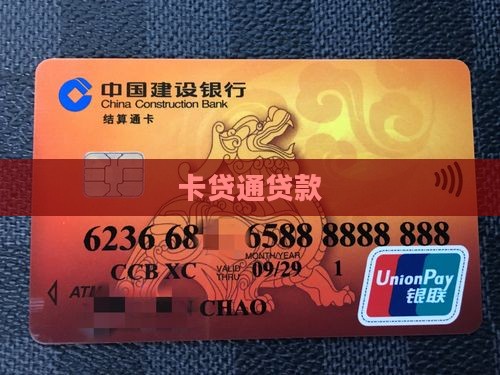 中国建设银行
China Construction Bank
结算通卡
卡贷通贷款
6236 68 6588 8888 888
MONTH/YEAR
CCB XC VALID THRU 09/29 1
ATM
CHAO
UnionPay
银联